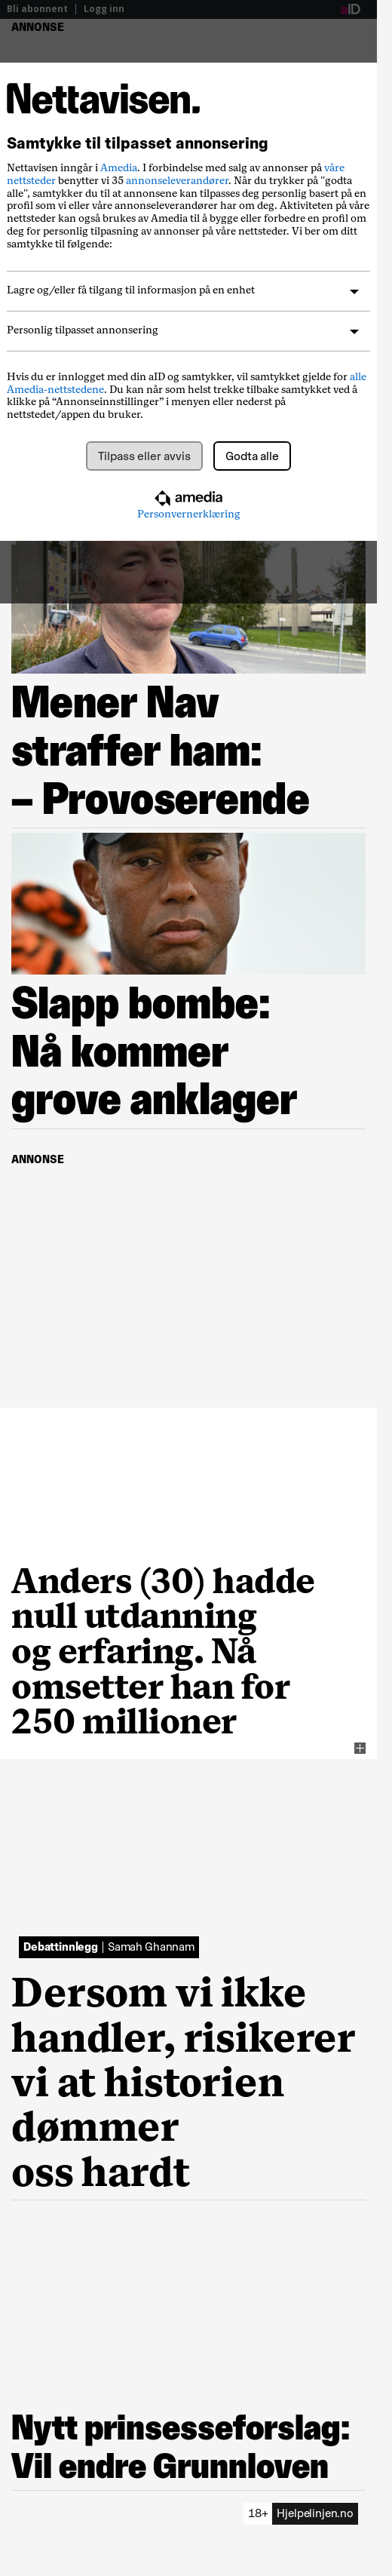 Bli abonnent | Logg inn
aID
ANNONSE
Nettavisen.
Samtykke til tilpasset annonsering
Nettavisen inngår i Amedia. I forbindelse med salg av annonser på våre
nettsteder benytter vi 35 annonseleverandører. Når du trykker på "godta
alle", samtykker du til at annonsene kan tilpasses deg personlig basert på en
profil som vi eller våre annonseleverandører har om deg. Aktiviteten på våre
nettsteder kan også brukes av Amedia til å bygge eller forbedre en profil om
deg for personlig tilpasning av annonser på våre nettsteder. Vi ber om ditt
samtykke til følgende:
Lagre og/eller få tilgang til informasjon på en enhet
Personlig tilpasset annonsering
Hvis du er innlogget med din aID og samtykker, vil samtykket gjelde for alle
Amedia-nettstedene. Du kan når som helst trekke tilbake samtykket ved å
klikke på “Annonseinnstillinger” i menyen eller nederst på
nettstedet/appen du bruker.
Tilpass eller avvis Godta alle
amedia
Personvernerklæring
Mener Nav
straffer ham:
– Provoserende
Slapp bombe:
Nå kommer
grove anklager
ANNONSE
Anders (30) hadde
null utdanning
og erfaring. Nå
omsetter han for
250 millioner
Debattinnlegg | Samah Ghannam
Dersom vi ikke
handler, risikerer
vi at historien
dømmer
oss hardt
Nytt prinsesseforslag:
Vil endre Grunnloven
18+ Hjelpelinjen.no